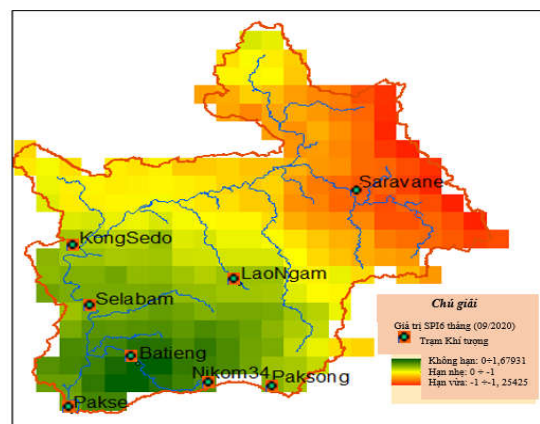 Saravane
KongSedo
LaoNgam
Selabam
Batieng
Nikom34
Paksong
Pakse
Chú giải
Giá trị SPI6 tháng (09/2020)
Trạm Khí tượng
Không hạn: 0÷1,67931
Hạn nhẹ: 0 ÷ -1
Hạn vừa: -1 ÷-1, 25425